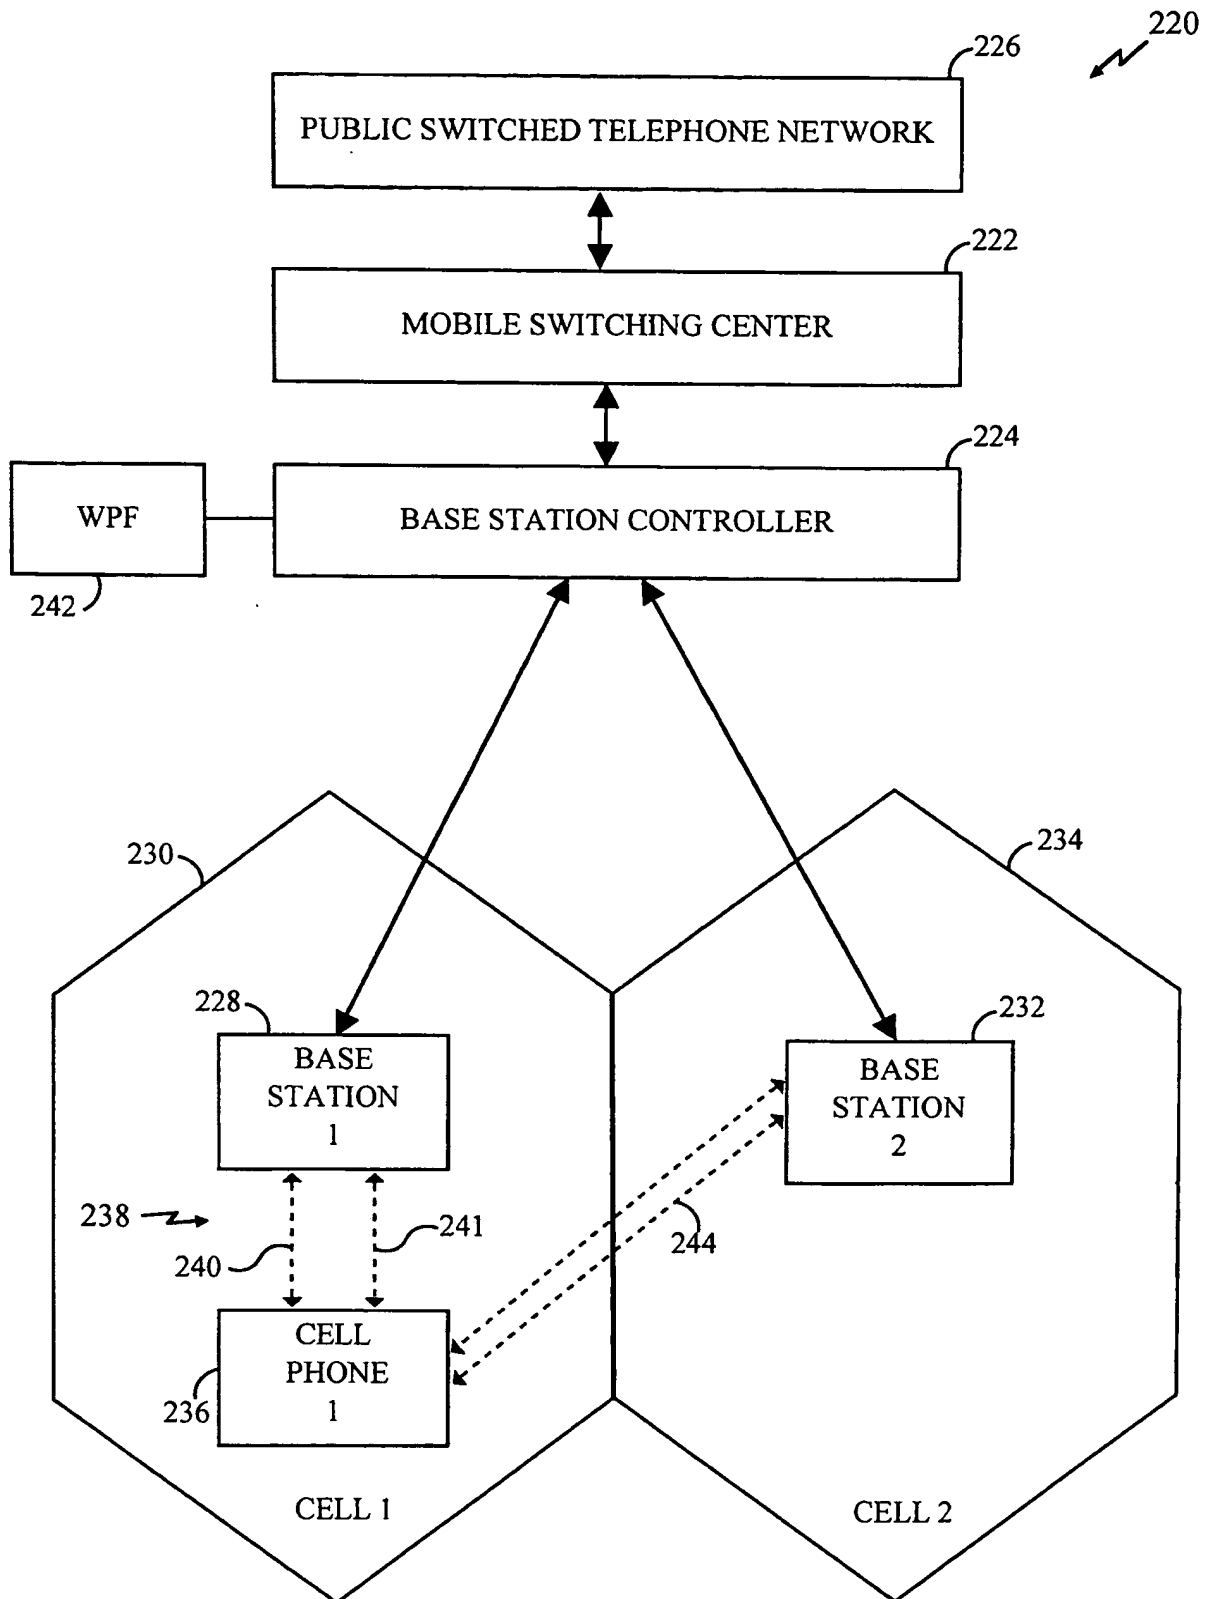 220
226
PUBLIC SWITCHED TELEPHONE NETWORK
222
MOBILE SWITCHING CENTER
224
WPF
BASE STATION CONTROLLER
242
230
234
228
232
BASE
STATION
1
BASE
STATION
2
238
240
241
244
CELL
PHONE
1
236
CELL 1
CELL 2